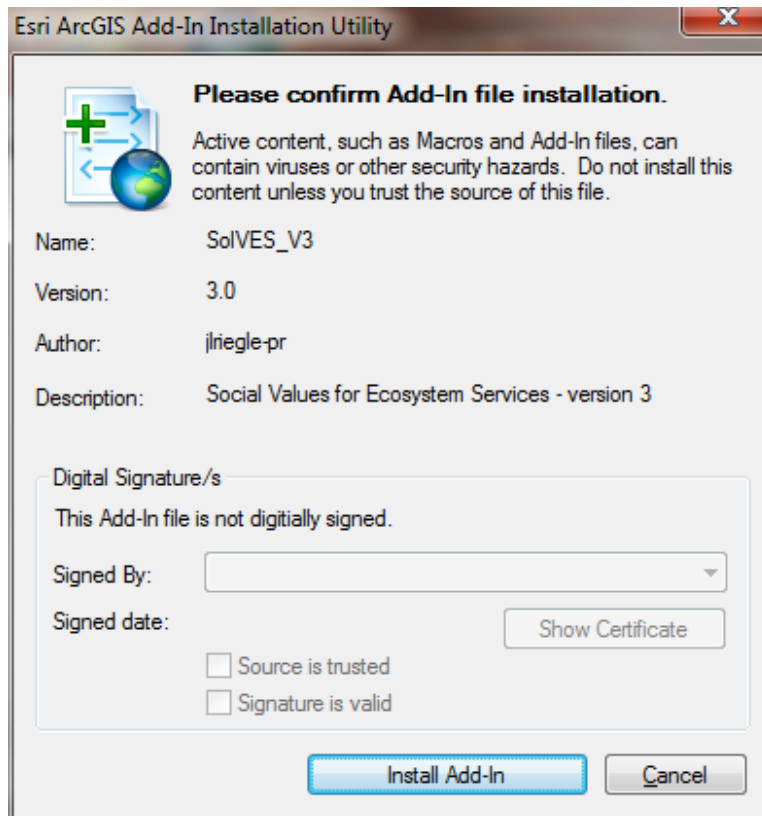 Esri ArcGIS Add-In Installation Utility
Please confirm Add-In file installation.
Active content, such as Macros and Add-In files, can
contain viruses or other security hazards.  Do not install this
content unless you trust the source of this file.
Name: SolVES_V3
Version: 3.0
Author: jlriegle-pr
Description: Social Values for Ecosystem Services - version 3
Digital Signature/s
This Add-In file is not digitially signed.
Signed By:
Signed date:
Show Certificate
Source is trusted
Signature is valid
Install Add-In Cancel